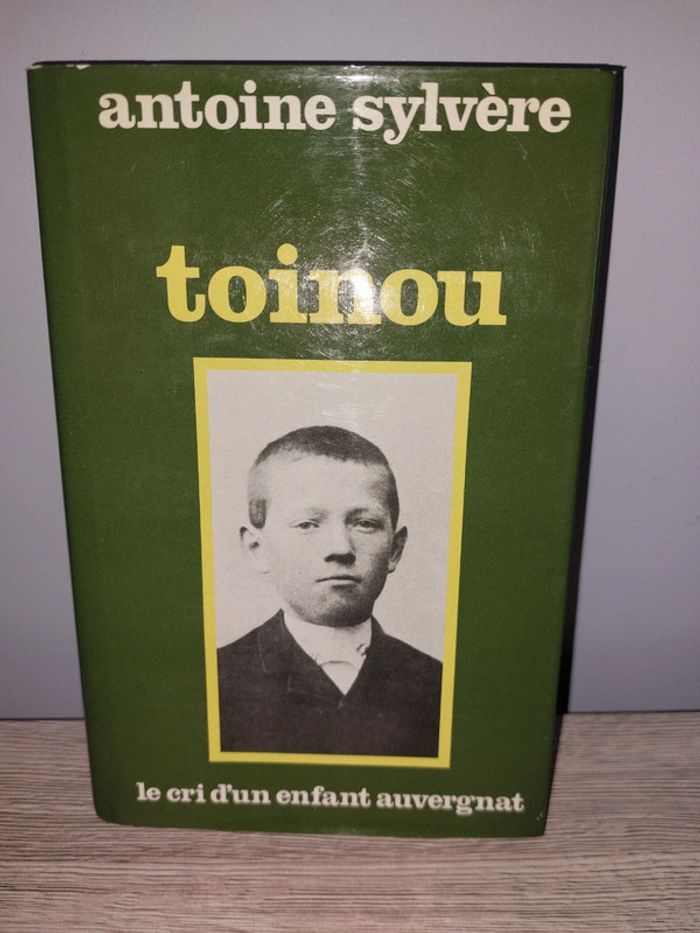 antoine sylvère
toinou
le cri d'un enfant auvergnat